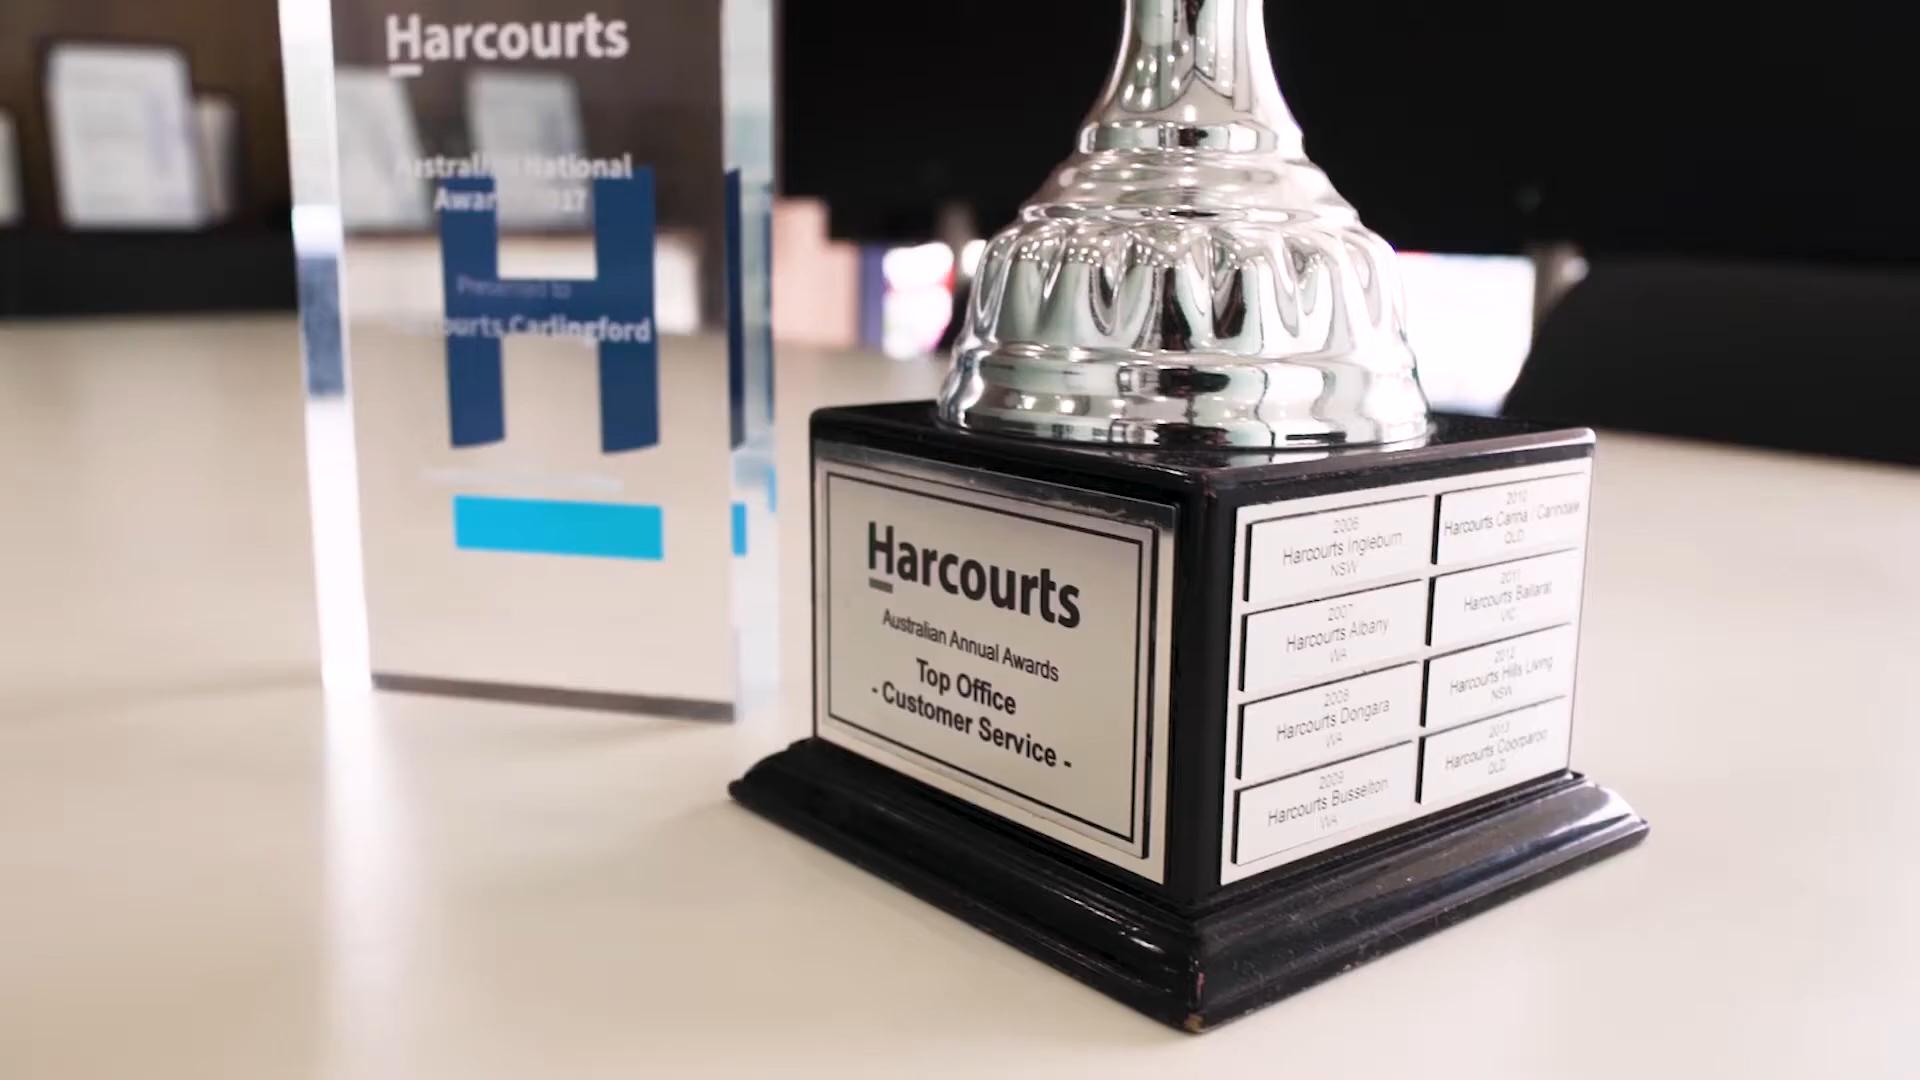 Harcourts
Australian National
Awards 2017
Presented to
Harcourts Carlingford
Harcourts
Australian Annual Awards
Top Office
- Customer Service -
2006
Harcourts Ingleburn
NSW
2007
Harcourts Albany
WA
2008
Harcourts Dongara
WA
2009
Harcourts Busselton
WA
2010
Harcourts Carina / Carindale
QLD
2011
Harcourts Ballarat
VIC
2012
Harcourts Hills Living
NSW
2013
Harcourts Coorparoo
QLD